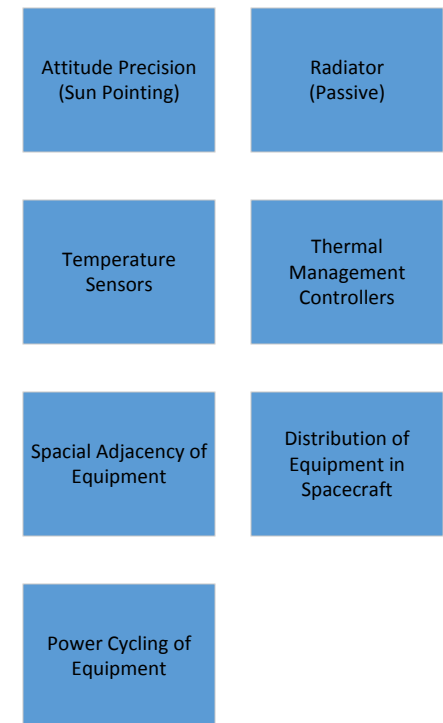 Attitude Precision
(Sun Pointing)
Radiator
(Passive)
Temperature
Sensors
Thermal
Management
Controllers
Spacial Adjacency of
Equipment
Distribution of
Equipment in
Spacecraft
Power Cycling of
Equipment